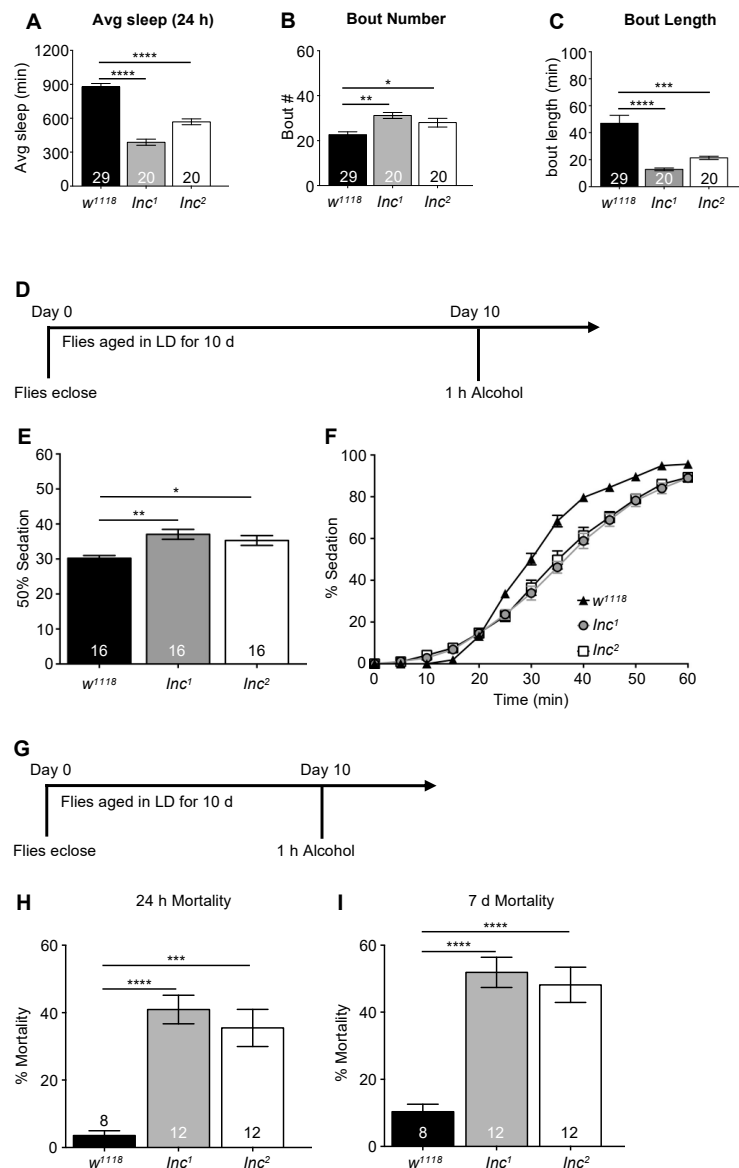 A
Avg sleep (24 h)
Avg sleep (min)
1200
900
600
300
0
****
****
29
20
20
w1118
Inc1
Inc2
B
Bout Number
Bout #
60
40
20
0
*
**
22
20
20
w1118
Inc1
Inc2
C
Bout Length
bout length (min)
100
80
60
40
20
0
***
****
29
20
20
w1118
Inc1
Inc2
D
Day 0
Day 10
Flies aged in LD for 10 d
Flies eclose
1 h Alcohol
E
50% Sedation
60
50
40
30
20
10
0
*
**
16
16
16
w1118
Inc1
Inc2
F
% Sedation
100
80
60
40
20
0
w1118
Inc1
Inc2
0
10
20
30
40
50
60
Time (min)
G
Day 0
Day 10
Flies aged in LD for 10 d
Flies eclose
1 h Alcohol
H
24 h Mortality
% Mortality
60
40
20
0
***
****
8
12
12
w1118
Inc1
Inc2
I
7 d Mortality
% Mortality
60
40
20
0
****
****
8
12
12
w1118
Inc1
Inc2